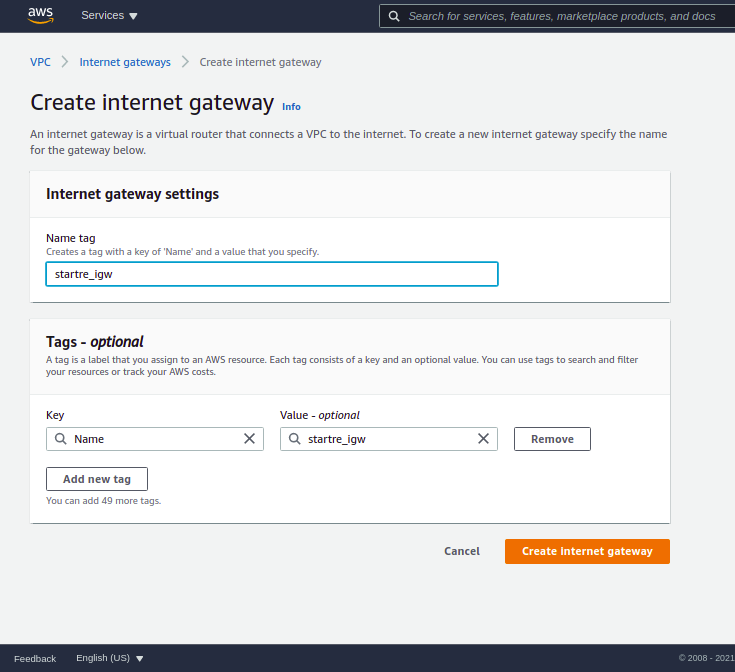 aws Services Search for services, features, marketplace products, and docs
VPC Internet gateways Create internet gateway
Create internet gateway Info
An internet gateway is a virtual router that connects a VPC to the internet. To create a new internet gateway specify the name
for the gateway below.
Internet gateway settings
Name tag
Creates a tag with a key of 'Name' and a value that you specify.
startre_igw
Tags - optional
A tag is a label that you assign to an AWS resource. Each tag consists of a key and an optional value. You can use tags to search and filter
your resources or track your AWS costs.
Key Value - optional
Name startre_igw Remove
Add new tag
You can add 49 more tags.
Cancel Create internet gateway
Feedback English (US) © 2008 - 2021